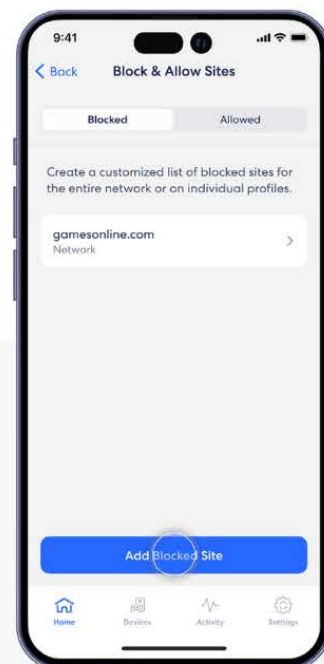 9:41
Back
Block & Allow Sites
Blocked
Allowed
Create a customized list of blocked sites for
the entire network or on individual profiles.
gamesonline.com
Network
Add Blocked Site
Home
Devices
Activity
Settings